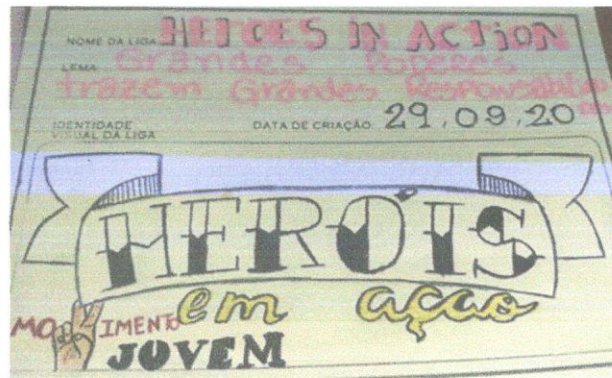 NOME DA LIGA: HEROES IN ACTION
LEMA: Grandes Poderes
trazem Grandes Responsabilidades
IDENTIDADE
VISUAL DA LIGA
DATA DE CRIAÇÃO: 29.09.20
HERÓIS
em açao
MOVIMENTO
JOVEM